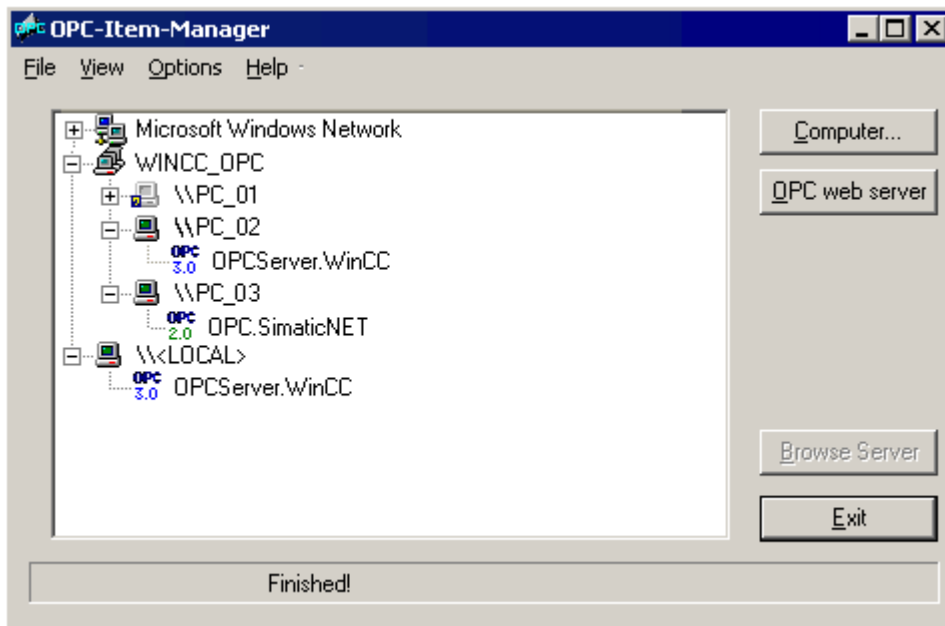 OPC-Item-Manager
File View Options Help
Microsoft Windows Network
WINCC_OPC
\\PC_01
\\PC_02
OPC 3.0 OPCServer.WinCC
\\PC_03
OPC 2.0 OPC.SimaticNET
\\<LOCAL>
OPC 3.0 OPCServer.WinCC
Computer...
OPC web server
Browse Server
Exit
Finished!